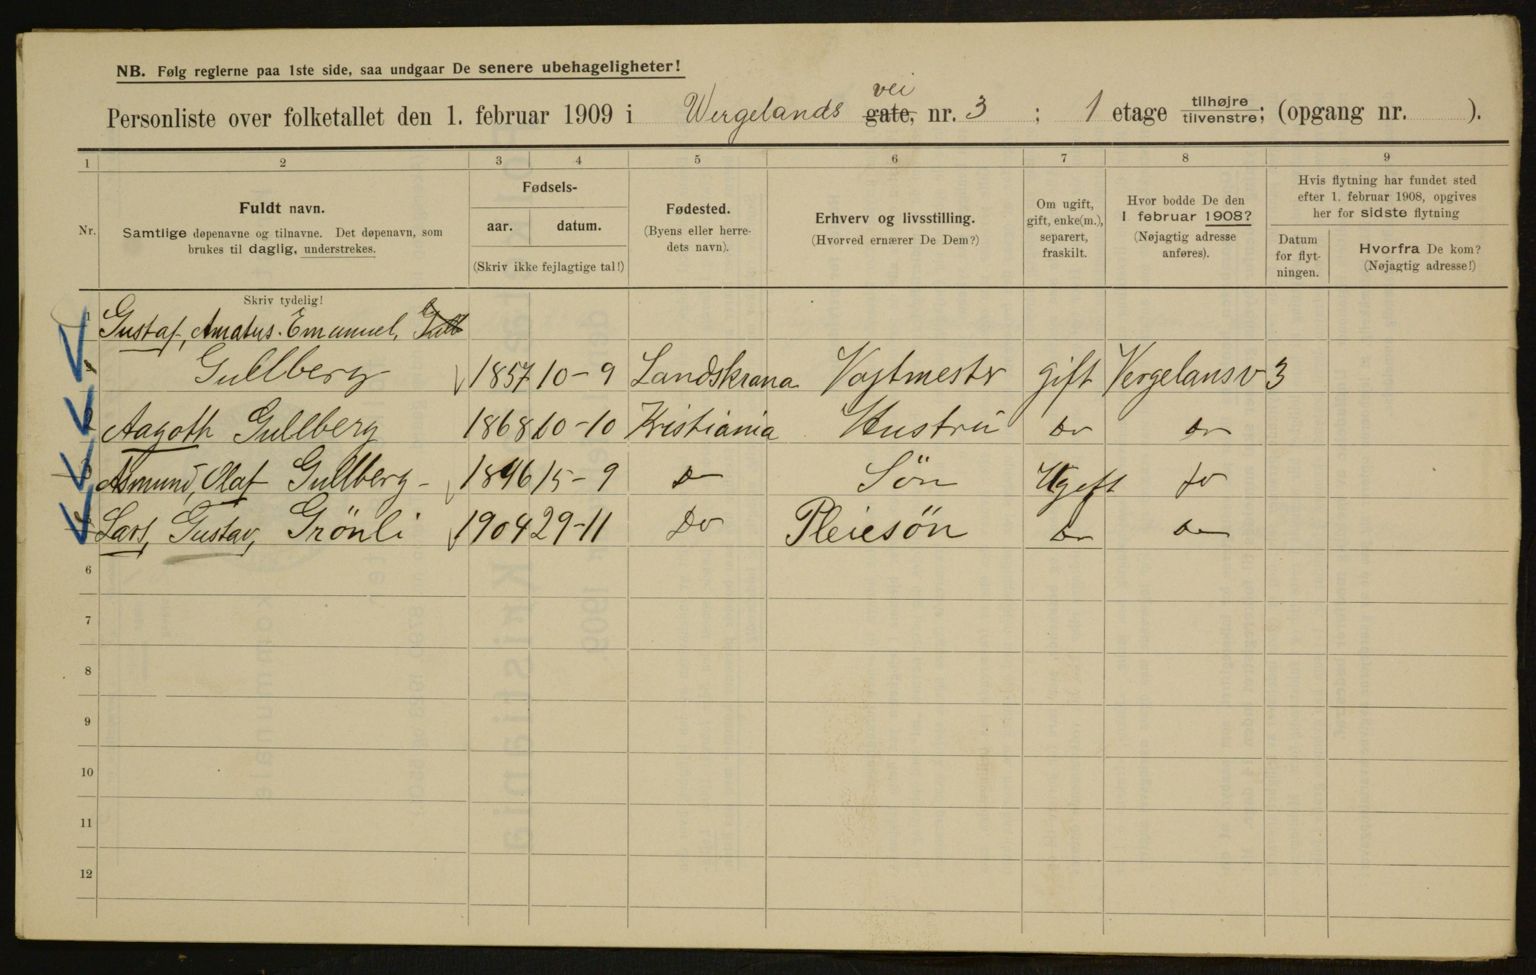 NB. Følg reglerne paa 1ste side, saa undgaar De senere ubehageligheter!
vei
Personliste over folketallet den 1. februar 1909 i Wergelands gate, nr. 3 ; 1 etage tilhøjre tilvenstre; (opgang nr. ).
1 2 3 4 5 6 7 8 9
Nr.
Fuldt navn.
Samtlige døpenavne og tilnavne. Det døpenavn, som
brukes til daglig, understrekes.
Fødsels-
aar. datum.
(Skriv ikke fejlagtige tal!)
Fødested.
(Byens eller herre-
dets navn).
Erhverv og livsstilling.
(Hvorved ernærer De Dem?)
Om ugift,
gift, enke(m.),
separert,
fraskilt.
Hvor bodde De den
1 februar 1908?
(Nøjagtig adresse
anføres).
Hvis flytning har fundet sted
efter 1. februar 1908, opgives
her for sidste flytning
Datum
for flyt-
ningen.
Hvorfra De kom?
(Nøjagtig adresse!)
Skriv tydelig!
1 Gustaf, Amatus. Emanuel, Gull
Gullberg 1857 10-9 Landskrana Vagtmester gift Vergelansv 3
2 Aagoth Gullberg 1868 10-10 Kristiania Hustru Do Do
3 Asmund, Olaf Gullberg - 1896 15-9 Do Søn Ugift Do
Lars, Gustav, Grönli 1904 29-11 Do Pleiesøn Do Do
6
7
8
9
10
11
12